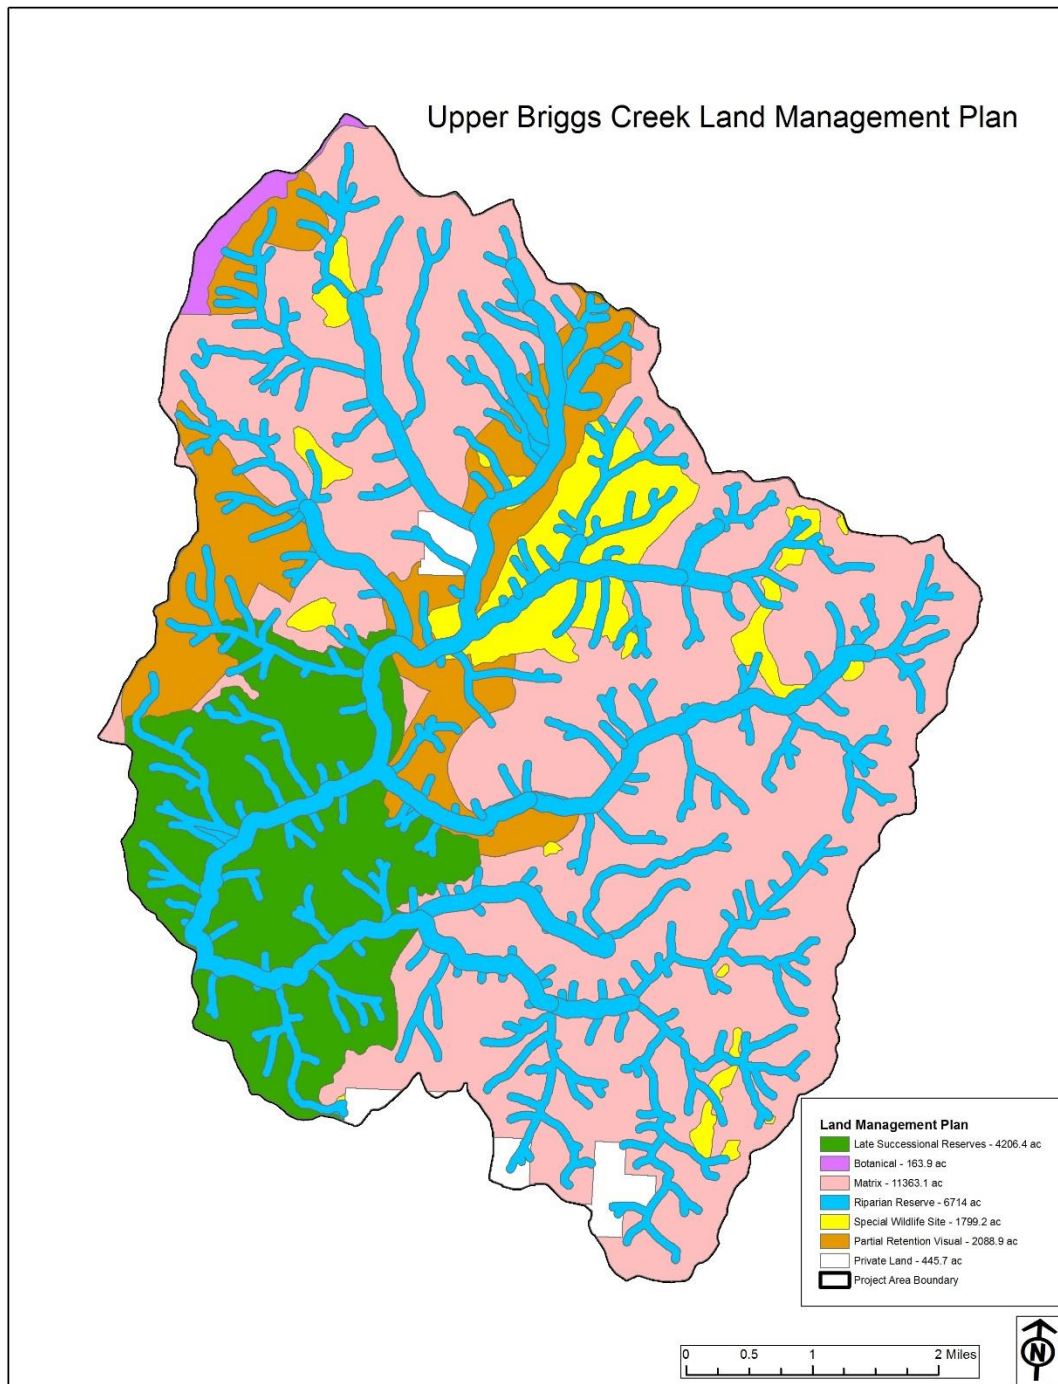 Upper Briggs Creek Land Management Plan
Land Management Plan
Late Successional Reserves - 4206.4 ac
Botanical - 163.9 ac
Matrix - 11363.1 ac
Riparian Reserve - 6714 ac
Special Wildlife Site - 1799.2 ac
Partial Retention Visual - 2088.9 ac
Private Land - 445.7 ac
Project Area Boundary
0 0.5 1 2 Miles
N